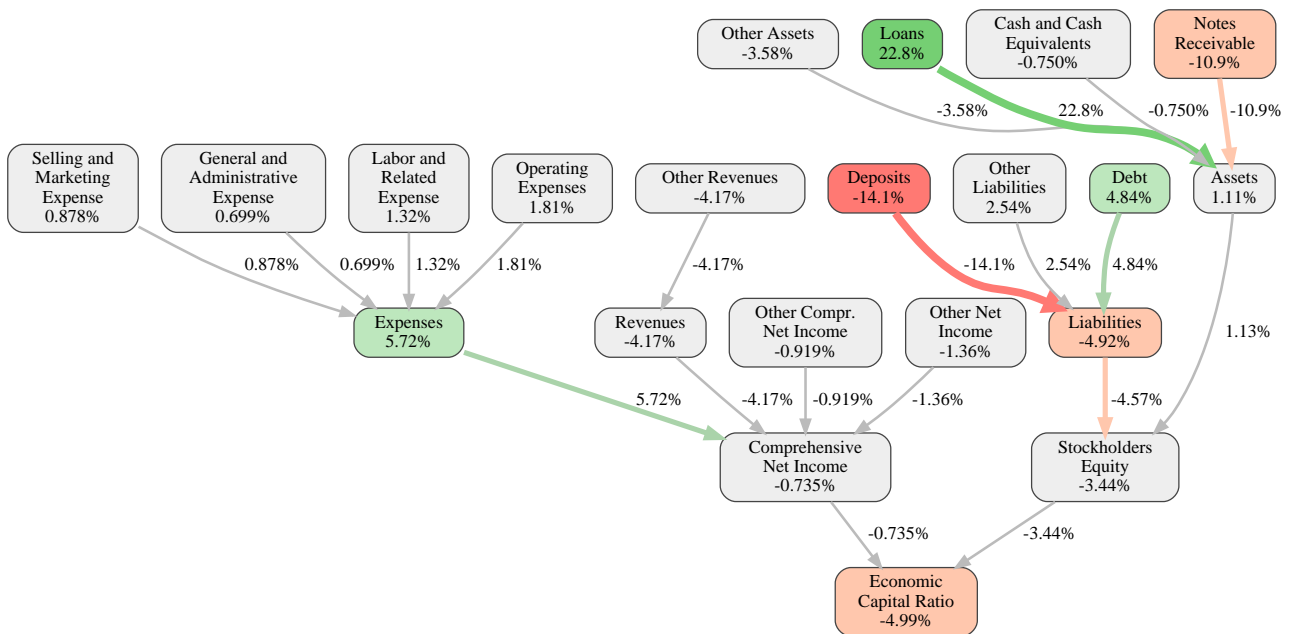 Other Assets
-3.58%
Loans
22.8%
Cash and Cash
Equivalents
-0.750%
Notes
Receivable
-10.9%
-3.58%
22.8%
-0.750%
-10.9%
Selling and
Marketing
Expense
0.878%
General and
Administrative
Expense
0.699%
Labor and
Related
Expense
1.32%
Operating
Expenses
1.81%
Other Revenues
-4.17%
Deposits
-14.1%
Other
Liabilities
2.54%
Debt
4.84%
Assets
1.11%
0.878%
0.699%
1.32%
1.81%
-4.17%
-14.1%
2.54%
4.84%
Expenses
5.72%
Revenues
-4.17%
Other Compr.
Net Income
-0.919%
Other Net
Income
-1.36%
Liabilities
-4.92%
1.13%
5.72%
-4.17%
-0.919%
-1.36%
-4.57%
Comprehensive
Net Income
-0.735%
Stockholders
Equity
-3.44%
-0.735%
-3.44%
Economic
Capital Ratio
-4.99%